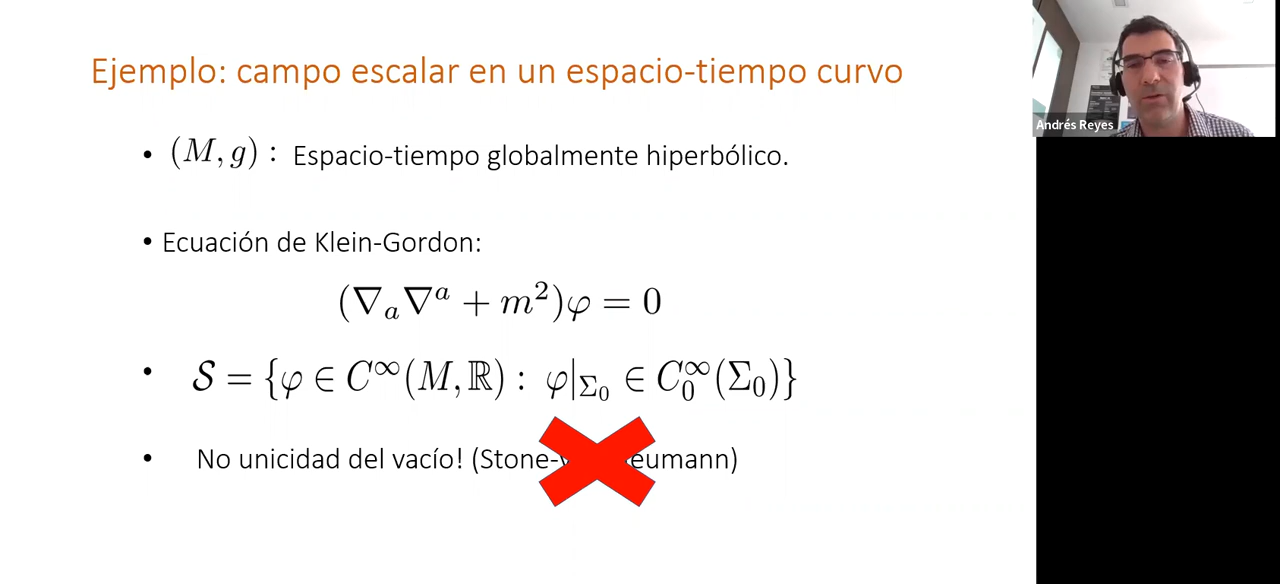 Ejemplo: campo escalar en un espacio-tiempo curvo
• (M, g) : Espacio-tiempo globalmente hiperbólico.
• Ecuación de Klein-Gordon:
(∇ₐ∇ᵃ + m²)φ = 0
• 𝒮 = {φ ∈ C^∞(M, ℝ) : φ|_{Σ₀} ∈ C₀^∞(Σ₀)}
• No unicidad del vacío! (Stone- eumann)
Andrés Reyes